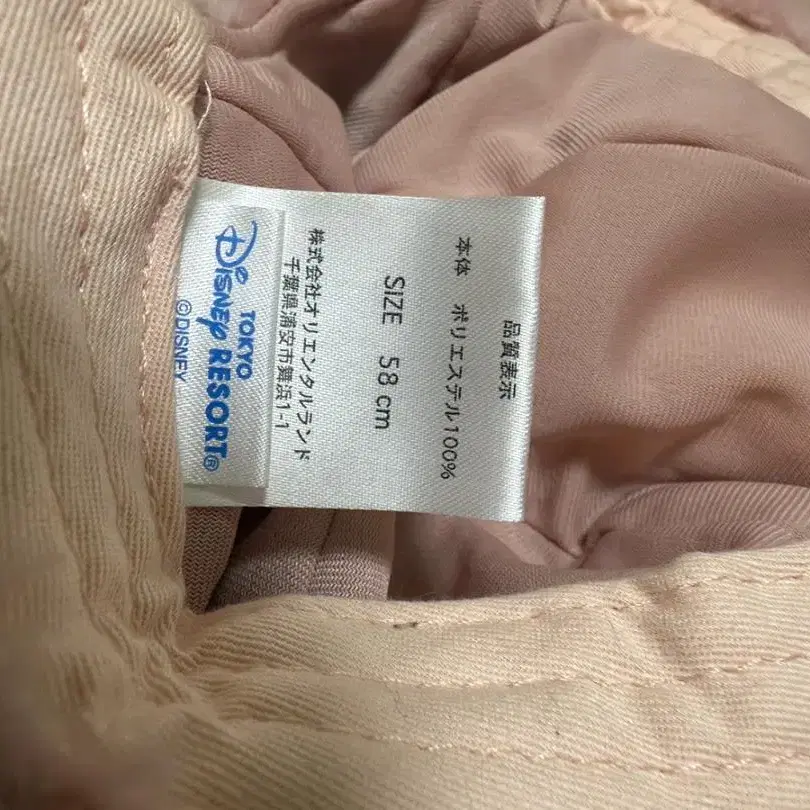 品質表示
本体 ポリエステル100%
SIZE 58cm
株式会社オリエンタルランド
千葉県浦安市舞浜1-1
TOKYO
DISNEY RESORT®
©DISNEY